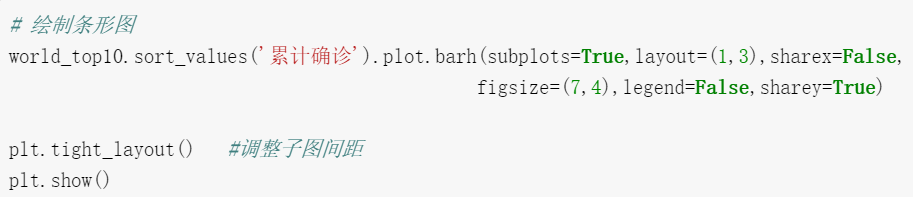 # 绘制条形图
world_top10.sort_values('累计确诊').plot.barh(subplots=True,layout=(1,3),sharex=False,
figsize=(7,4),legend=False,sharey=True)
plt.tight_layout()   #调整子图间距
plt.show()